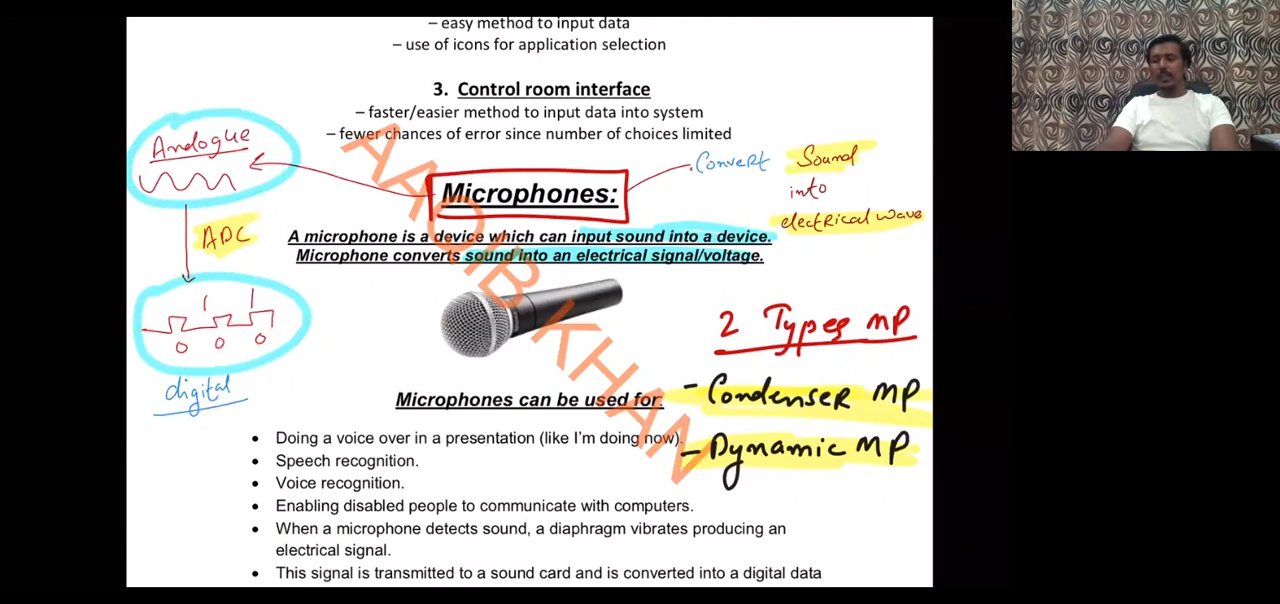 – easy method to input data
– use of icons for application selection
3. Control room interface
– faster/easier method to input data into system
– fewer chances of error since number of choices limited
Analogue
Convert Sound
into
electrical wave
Microphones:
ADC
A microphone is a device which can input sound into a device.
Microphone converts sound into an electrical signal/voltage.
AAQIB KHAN
1 1
0 0 0
digital
2 Types MP
- Condenser MP
- Dynamic MP
Microphones can be used for:
• Doing a voice over in a presentation (like I'm doing now).
• Speech recognition.
• Voice recognition.
• Enabling disabled people to communicate with computers.
• When a microphone detects sound, a diaphragm vibrates producing an
electrical signal.
• This signal is transmitted to a sound card and is converted into a digital data